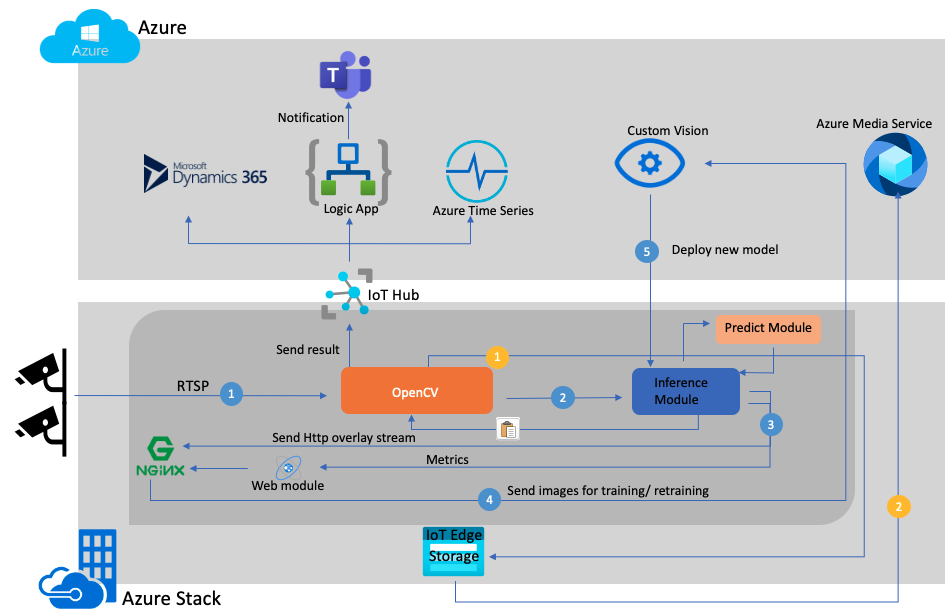 Azure
Azure
T
Notification
Custom Vision
Azure Media Service
Microsoft
Dynamics 365
Logic App
Azure Time Series
5
Deploy new model
IoT Hub
Predict Module
Send result
1
RTSP
1
OpenCV
2
Inference
Module
3
Send Http overlay stream
G
NGiNX
Metrics
Web module
4
Send images for training/ retraining
2
IoT Edge
Storage
Azure Stack